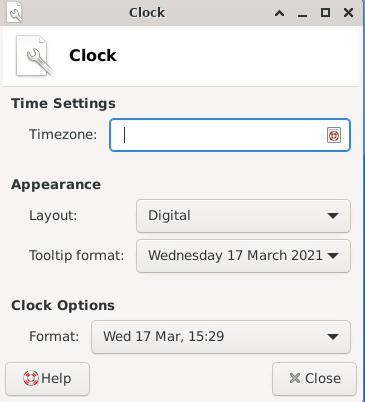 Clock
Clock
Time Settings
Timezone:
Appearance
Layout: Digital
Tooltip format: Wednesday 17 March 2021
Clock Options
Format: Wed 17 Mar, 15:29
Help Close